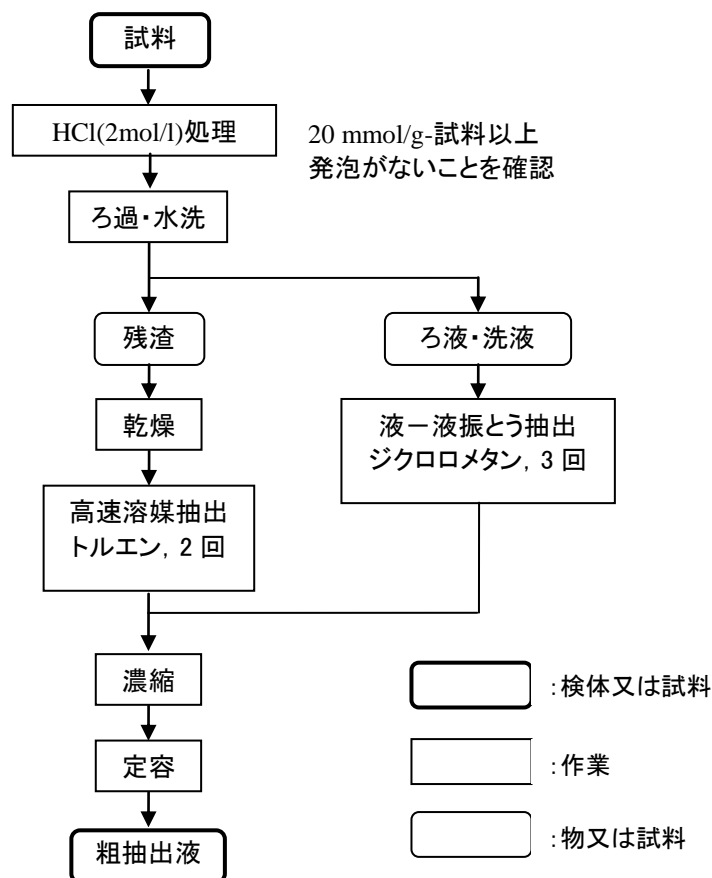 試料
HCl(2mol/l)処理
20 mmol/g-試料以上
発泡がないことを確認
ろ過・水洗
残渣
ろ液・洗液
乾燥
液－液振とう抽出
ジクロロメタン，3 回
高速溶媒抽出
トルエン，2 回
濃縮
定容
粗抽出液
：検体又は試料
：作業
：物又は試料